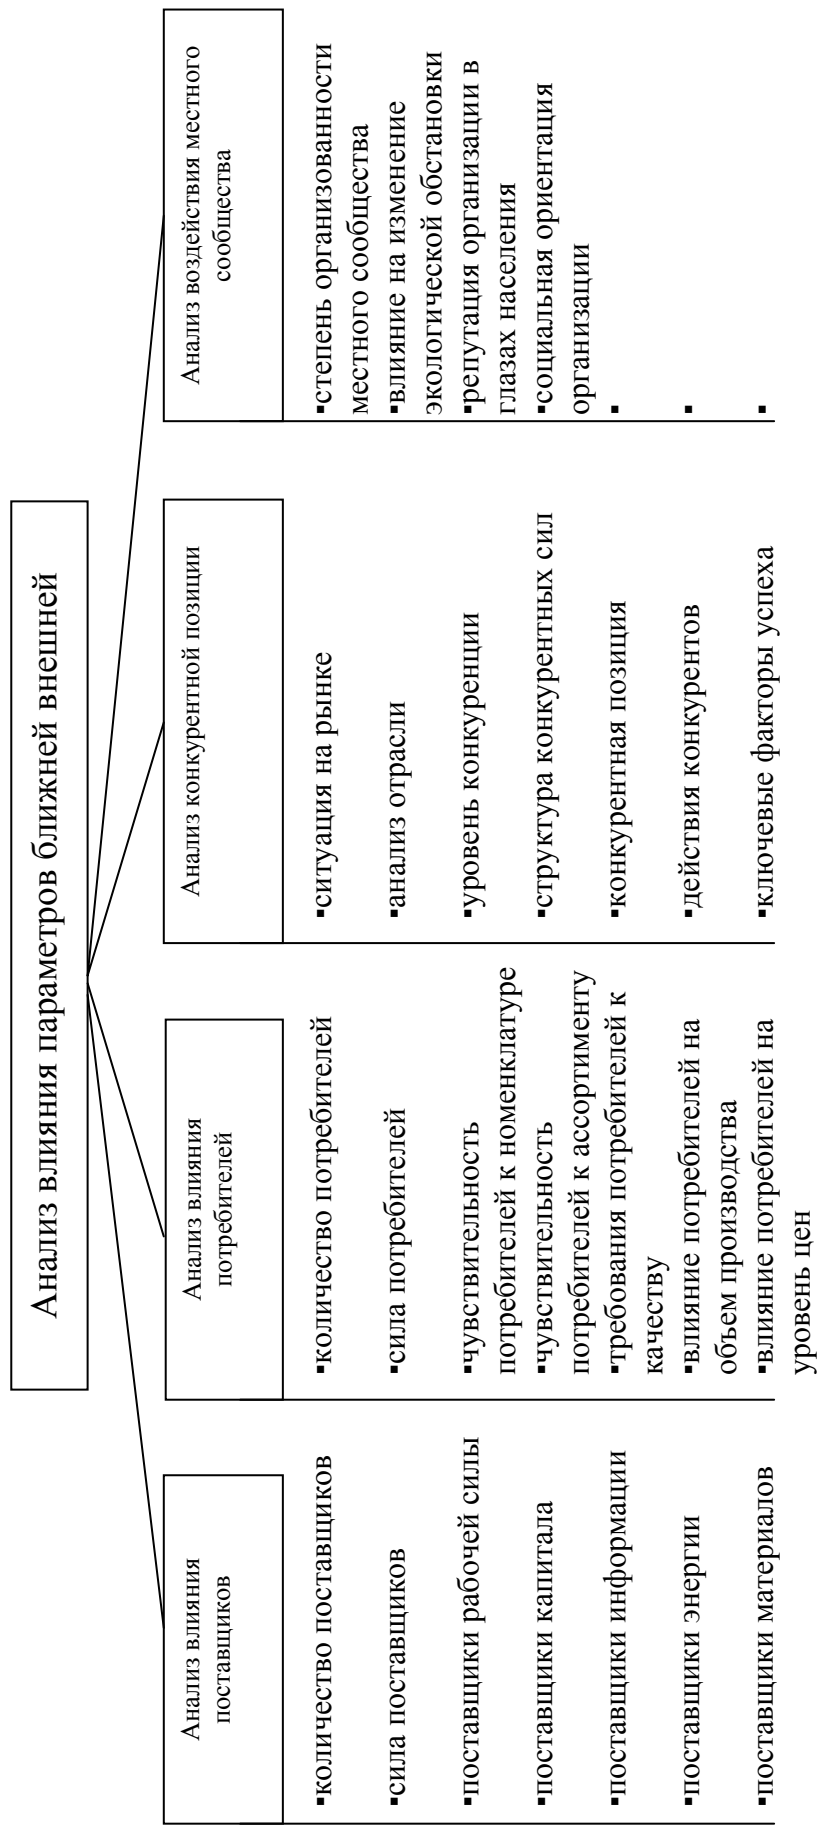 Анализ влияния параметров ближней внешней
Анализ влияния
поставщиков
▪количество поставщиков
▪сила поставщиков
▪поставщики рабочей силы
▪поставщики капитала
▪поставщики информации
▪поставщики энергии
▪поставщики материалов
Анализ влияния
потребителей
▪количество потребителей
▪сила потребителей
▪чувствительность
потребителей к номенклатуре
▪чувствительность
потребителей к ассортименту
▪требования потребителей к
качеству
▪влияние потребителей на
объем производства
▪влияние потребителей на
уровень цен
Анализ конкурентной позиции
▪ситуация на рынке
▪анализ отрасли
▪уровень конкуренции
▪структура конкурентных сил
▪конкурентная позиция
▪действия конкурентов
▪ключевые факторы успеха
Анализ воздействия местного
сообщества
▪степень организованности
местного сообщества
▪влияние на изменение
экологической обстановки
▪репутация организации в
глазах населения
▪социальная ориентация
организации
▪
▪
▪